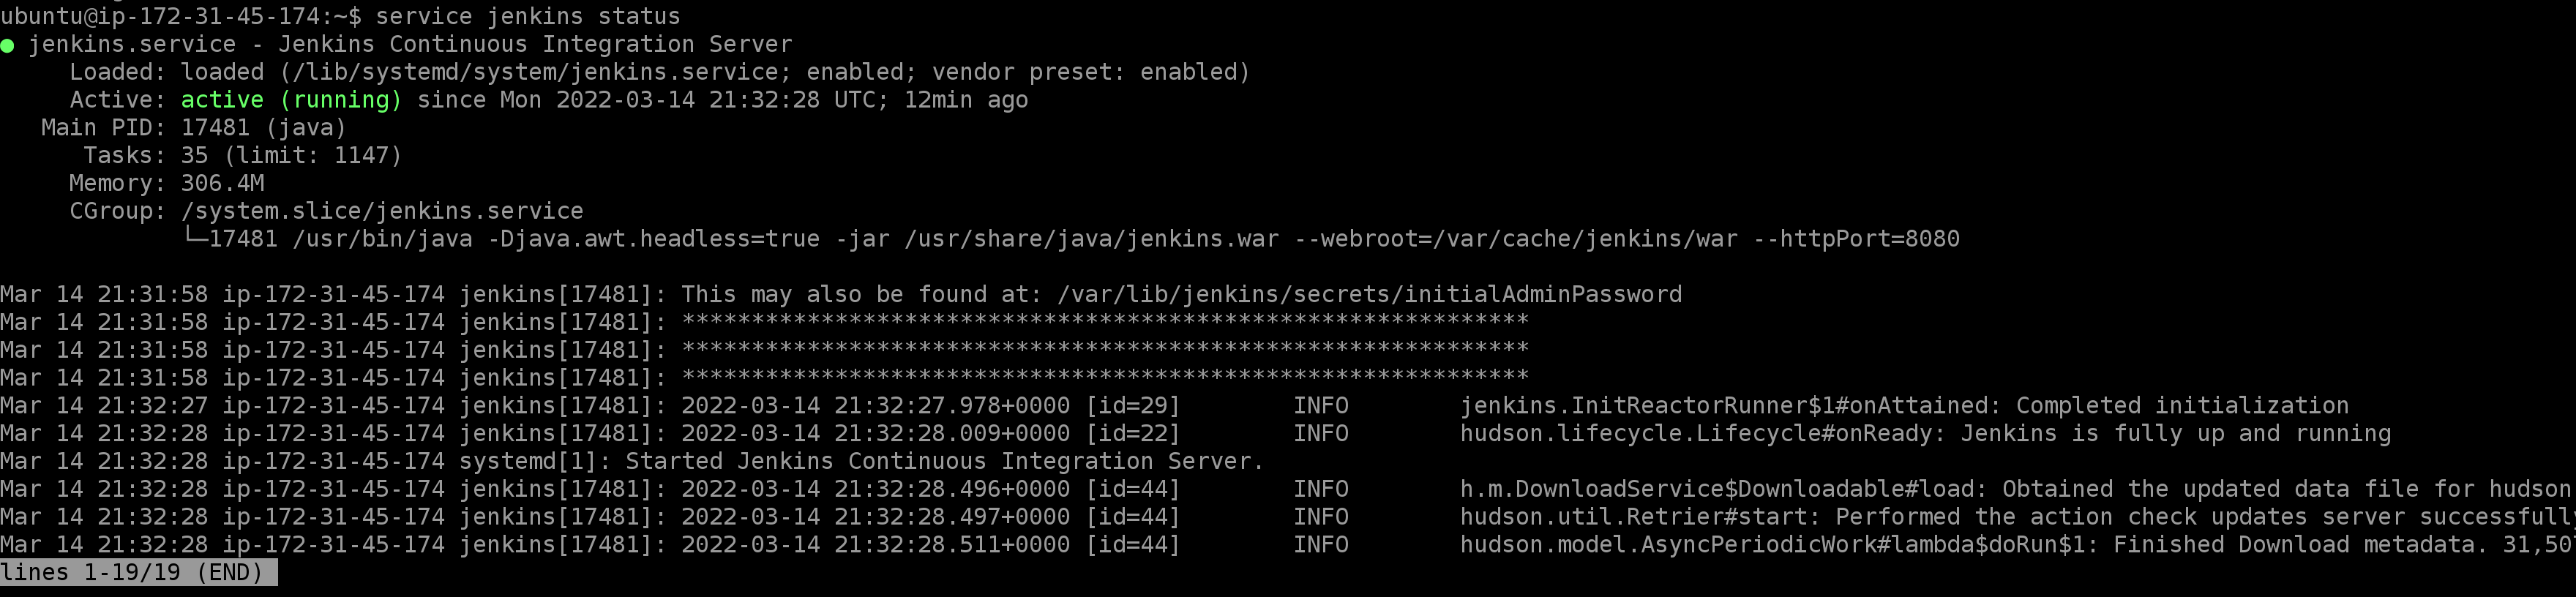 ubuntu@ip-172-31-45-174:~$ service jenkins status
● jenkins.service - Jenkins Continuous Integration Server
     Loaded: loaded (/lib/systemd/system/jenkins.service; enabled; vendor preset: enabled)
     Active: active (running) since Mon 2022-03-14 21:32:28 UTC; 12min ago
   Main PID: 17481 (java)
      Tasks: 35 (limit: 1147)
     Memory: 306.4M
     CGroup: /system.slice/jenkins.service
             └─17481 /usr/bin/java -Djava.awt.headless=true -jar /usr/share/java/jenkins.war --webroot=/var/cache/jenkins/war --httpPort=8080

Mar 14 21:31:58 ip-172-31-45-174 jenkins[17481]: This may also be found at: /var/lib/jenkins/secrets/initialAdminPassword
Mar 14 21:31:58 ip-172-31-45-174 jenkins[17481]: *************************************************************
Mar 14 21:31:58 ip-172-31-45-174 jenkins[17481]: *************************************************************
Mar 14 21:31:58 ip-172-31-45-174 jenkins[17481]: *************************************************************
Mar 14 21:32:27 ip-172-31-45-174 jenkins[17481]: 2022-03-14 21:32:27.978+0000 [id=29]        INFO        jenkins.InitReactorRunner$1#onAttained: Completed initialization
Mar 14 21:32:28 ip-172-31-45-174 jenkins[17481]: 2022-03-14 21:32:28.009+0000 [id=22]        INFO        hudson.lifecycle.Lifecycle#onReady: Jenkins is fully up and running
Mar 14 21:32:28 ip-172-31-45-174 systemd[1]: Started Jenkins Continuous Integration Server.
Mar 14 21:32:28 ip-172-31-45-174 jenkins[17481]: 2022-03-14 21:32:28.496+0000 [id=44]        INFO        h.m.DownloadService$Downloadable#load: Obtained the updated data file for hudson
Mar 14 21:32:28 ip-172-31-45-174 jenkins[17481]: 2022-03-14 21:32:28.497+0000 [id=44]        INFO        hudson.util.Retrier#start: Performed the action check updates server successfully
Mar 14 21:32:28 ip-172-31-45-174 jenkins[17481]: 2022-03-14 21:32:28.511+0000 [id=44]        INFO        hudson.model.AsyncPeriodicWork#lambda$doRun$1: Finished Download metadata. 31,507
lines 1-19/19 (END)